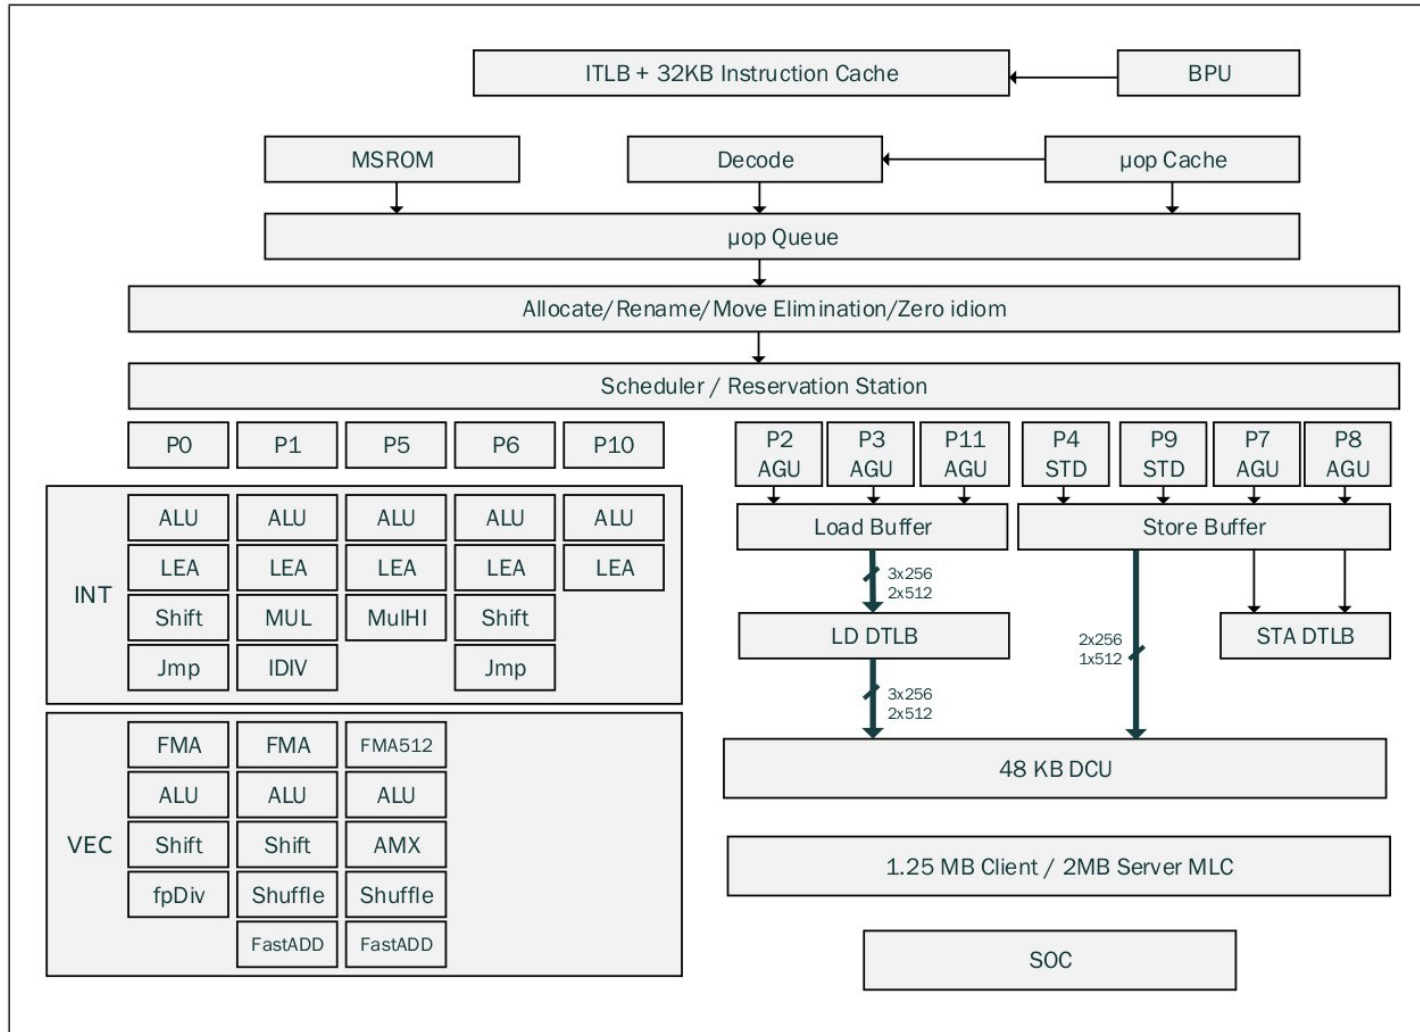 ITLB + 32KB Instruction Cache
BPU
MSROM
Decode
µop Cache
µop Queue
Allocate/Rename/Move Elimination/Zero idiom
Scheduler / Reservation Station
P0
P1
P5
P6
P10
P2
AGU
P3
AGU
P11
AGU
P4
STD
P9
STD
P7
AGU
P8
AGU
INT
ALU
ALU
ALU
ALU
ALU
LEA
LEA
LEA
LEA
LEA
Shift
MUL
MulHI
Shift
Jmp
IDIV
Jmp
VEC
FMA
FMA
FMA512
ALU
ALU
ALU
Shift
Shift
AMX
fpDiv
Shuffle
Shuffle
FastADD
FastADD
Load Buffer
Store Buffer
3x256
2x512
LD DTLB
2x256
1x512
STA DTLB
3x256
2x512
48 KB DCU
1.25 MB Client / 2MB Server MLC
SOC